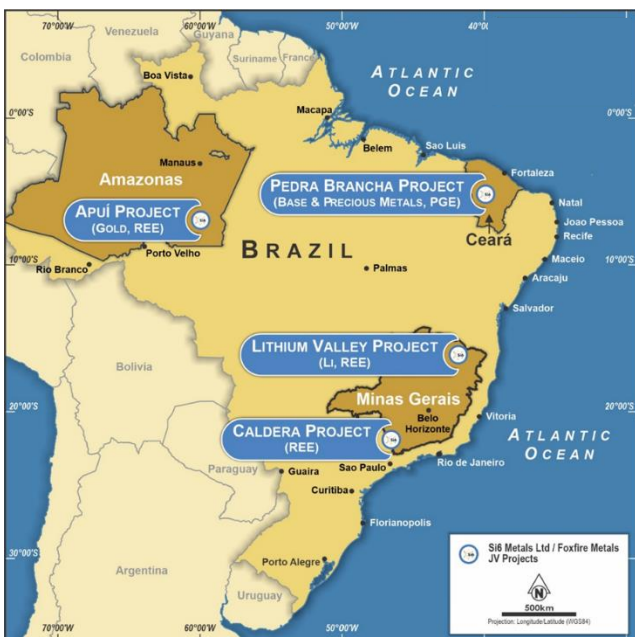 70°00'W
60°00'W
50°00'W
40°00
Colombia
Venezuela
Guyana
Suriname
France
Boa Vista
ATLANTIC
OCEAN
Macapa
0°00'S
0°00'S
Belem
Sao Luis
Manaus
Amazonas
Fortaleza
PEDRA BRANCHA PROJECT
(BASE & PRECIOUS METALS, PGE)
Natal
APUÍ PROJECT
(GOLD, REE)
Joao Pessoa
Recife
Ceará
BRAZIL
Porto Velho
Maceio
Rio Branco
10°00'S
10°00'S
Palmas
Aracaju
Salvador
Bolivia
LITHIUM VALLEY PROJECT
(LI, REE)
Minas Gerais
Belo
Horizonte
20°00'S
20°00'S
Vitoria
CALDERA PROJECT
(REE)
ATLANTIC
OCEAN
Paraguay
Guaira
Sao Paulo
Rio de Janeiro
Curitiba
Florianopolis
Si6 Metals Ltd / Foxfire Metals
JV Projects
Porto Alegre
30°00'S
30°00'S
Argentina
Uruguay
N
500km
Projection: Longitude/Latitude (WGS84)
70°00'W
60°00'W
50°00'W